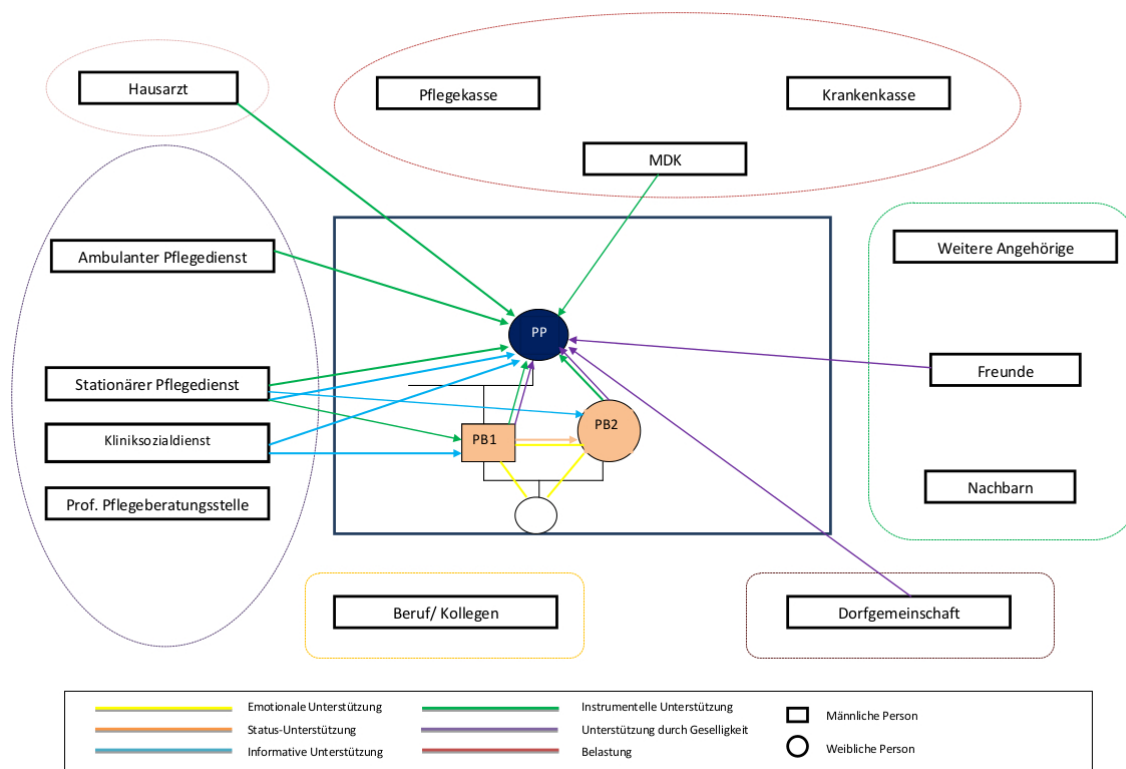 Hausarzt
Pflegekasse
Krankenkasse
MDK
Ambulanter Pflegedienst
Weitere Angehörige
PP
Stationärer Pflegedienst
Freunde
PB1
PB2
Kliniksozialdienst
Prof. Pflegeberatungsstelle
Nachbarn
Beruf/ Kollegen
Dorfgemeinschaft
Emotionale Unterstützung
Instrumentelle Unterstützung
Männliche Person
Status-Unterstützung
Unterstützung durch Geselligkeit
Informative Unterstützung
Belastung
Weibliche Person